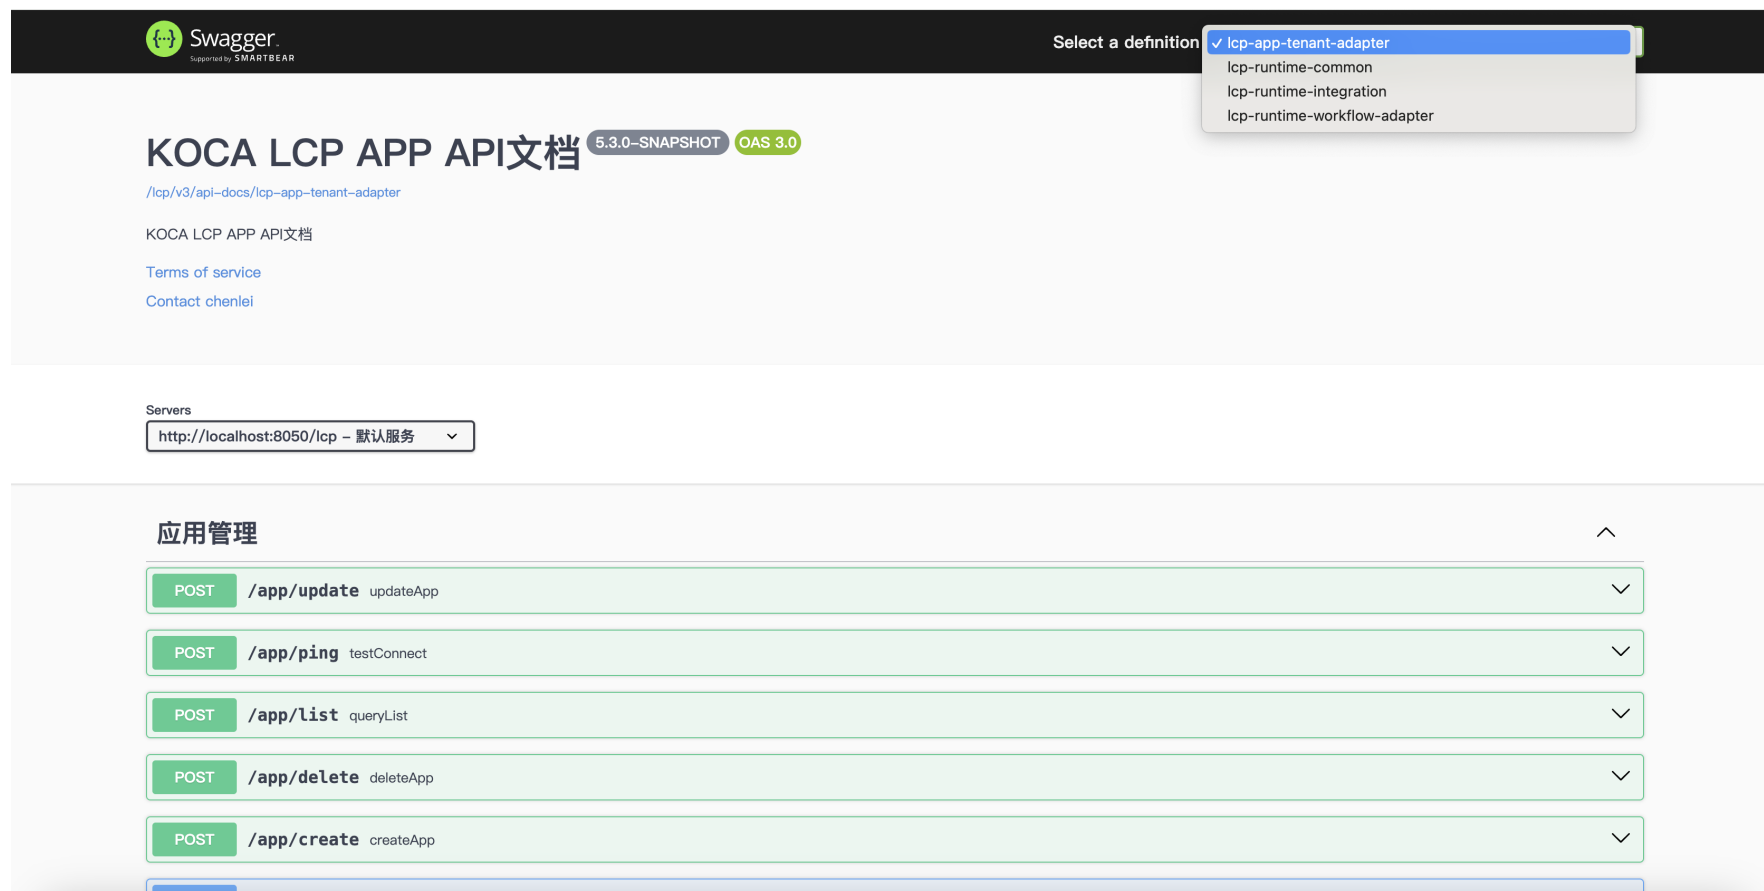 Swagger
Supported by SMARTBEAR
Select a definition
✓ lcp-app-tenant-adapter
lcp-runtime-common
lcp-runtime-integration
lcp-runtime-workflow-adapter
KOCA LCP APP API文档 5.3.0-SNAPSHOT OAS 3.0
/lcp/v3/api-docs/lcp-app-tenant-adapter
KOCA LCP APP API文档
Terms of service
Contact chenlei
Servers
http://localhost:8050/lcp - 默认服务
应用管理
POST /app/update updateApp
POST /app/ping testConnect
POST /app/list queryList
POST /app/delete deleteApp
POST /app/create createApp